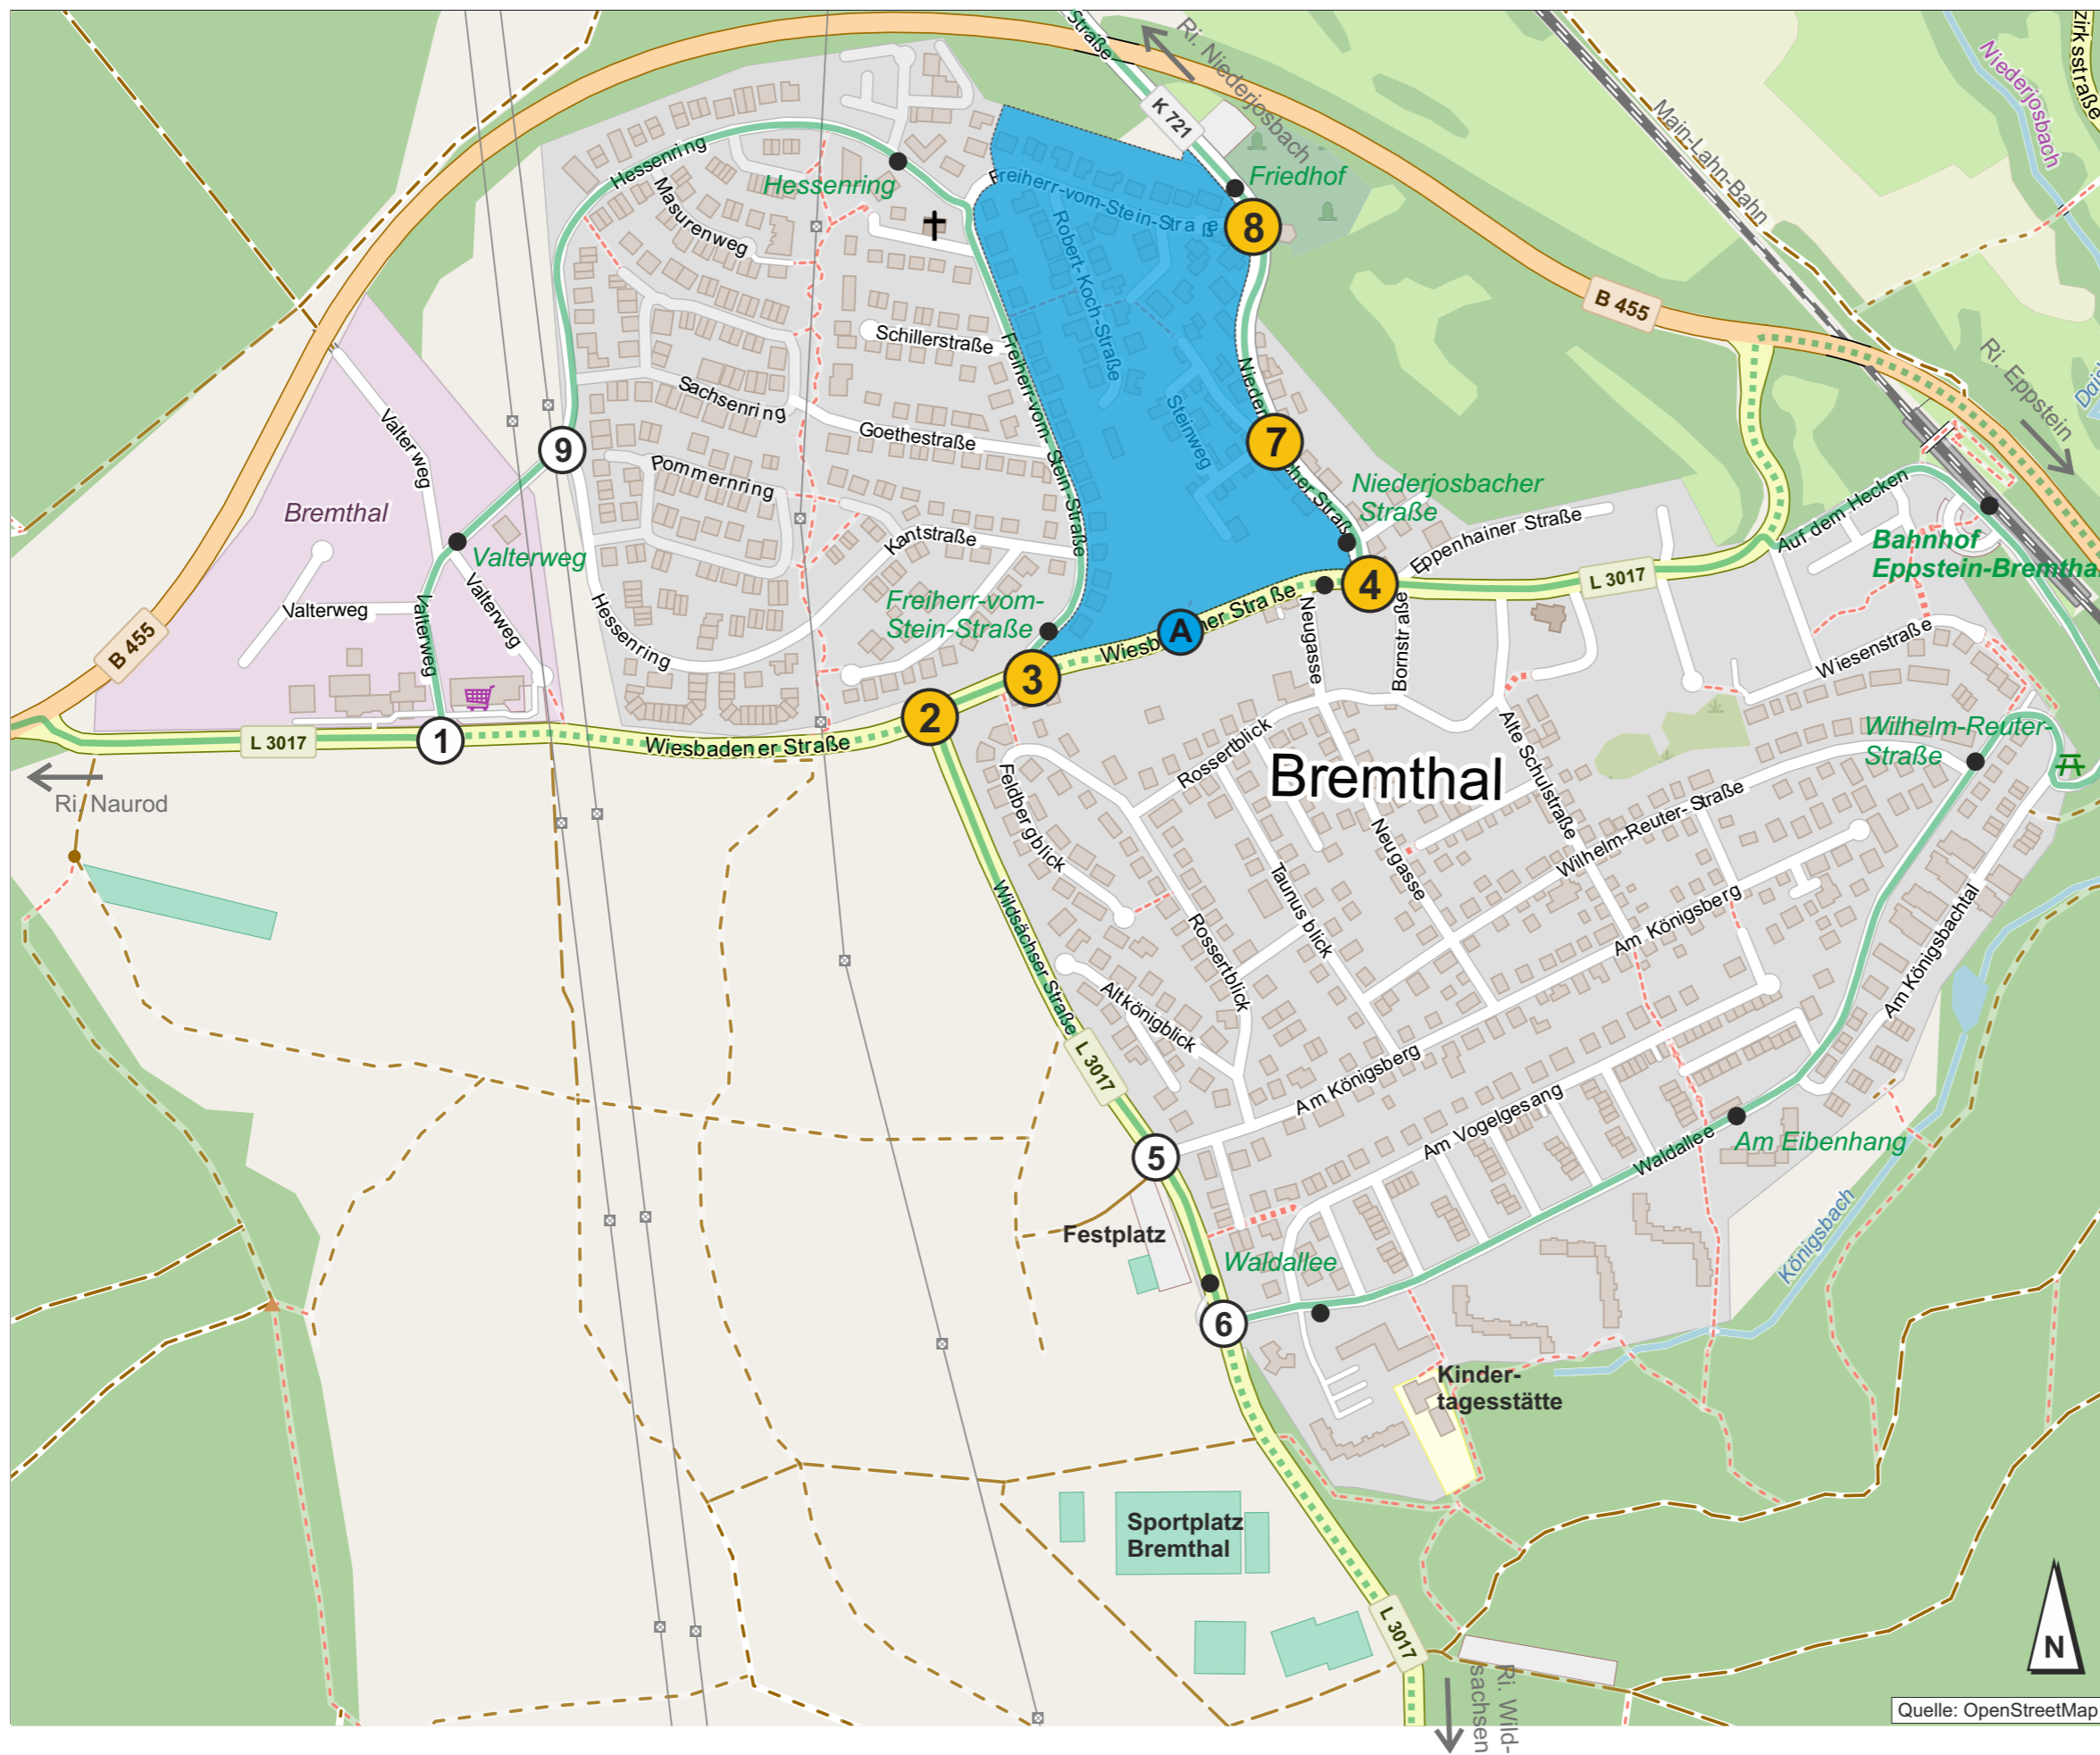 Straße
Ri. Niederjosbach
K 721
Niederjosbach
Main-Lahn-Bahn
zirksstraße
Hessenring
Hessenring
Masurenweg
Freiherr-vom-Stein-Straße
Robert-Koch-Straße
Friedhof
8
B 455
Ri. Eppstein
Schillerstraße
Freiherr-vom-Stein-Straße
Sachsenring
Goethestraße
Steinweg
7
Valterweg
9
Pommernring
Bremthal
Niederjosbacher
Straße
Kantstraße
Eppenhainer Straße
Auf dem Hecken
Bahnhof
Eppstein-Bremthal
Valterweg
Valterweg
Valterweg
Valterweg
Hessenring
Freiherr-vom-
Stein-Straße
B 455
4
L 3017
A
Wiesbadener Straße
Neugasse
Bornstraße
Wiesenstraße
3
2
1
L 3017
Wiesbadener Straße
Ri. Naurod
Rossertblick
Bremthal
Alte Schulstraße
Wilhelm-Reuter-
Straße
Feldbergblick
Neugasse
Wilhelm-Reuter-Straße
Taunusblick
Wildsächser Straße
Rossertblick
Am Königsberg
Am Königsbachtal
Altkönigblick
L 3017
Am Königsberg
Am Vogelgesang
5
Waldallee
Am Eibenhang
Festplatz
Waldallee
Königsbach
6
Kinder-
tagesstätte
Sportplatz
Bremthal
L 3017
Ri. Wild-
sachsen
N
Quelle: OpenStreetMap